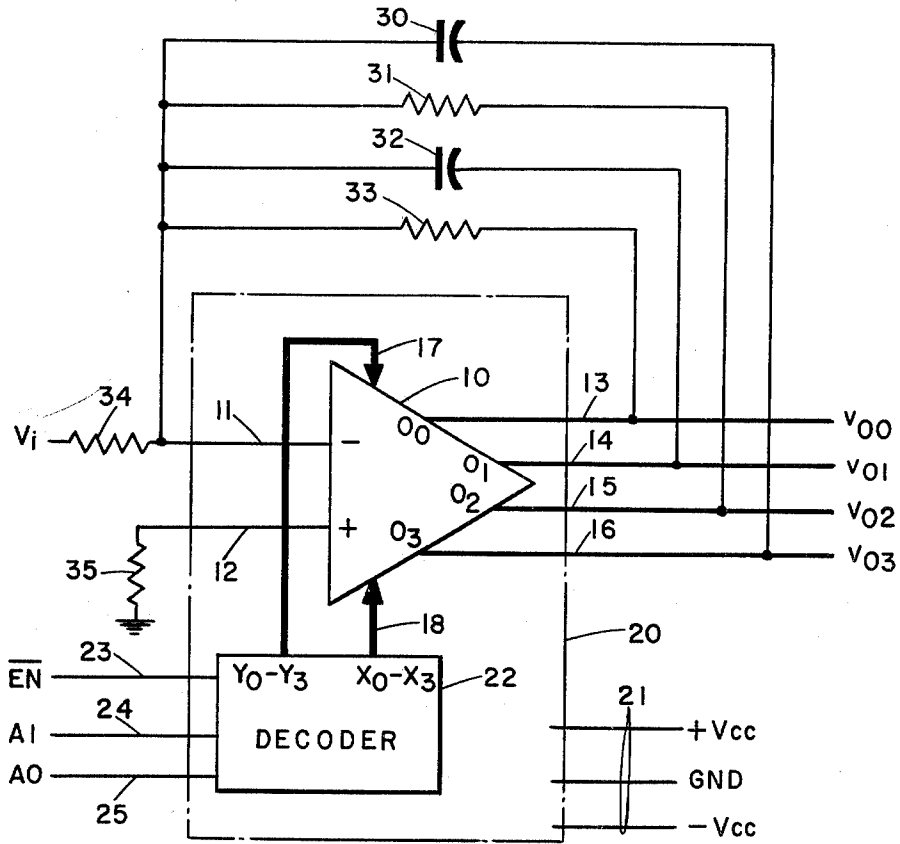 30
31
32
33
17
10
34
11
13
O0
V00
Vi
−
14
O1
V01
15
O2
V02
+
O3
16
V03
35
12
18
20
23
Y0-Y3
X0-X3
22
EN
24
21
+Vcc
A1
DECODER
A0
GND
25
−Vcc